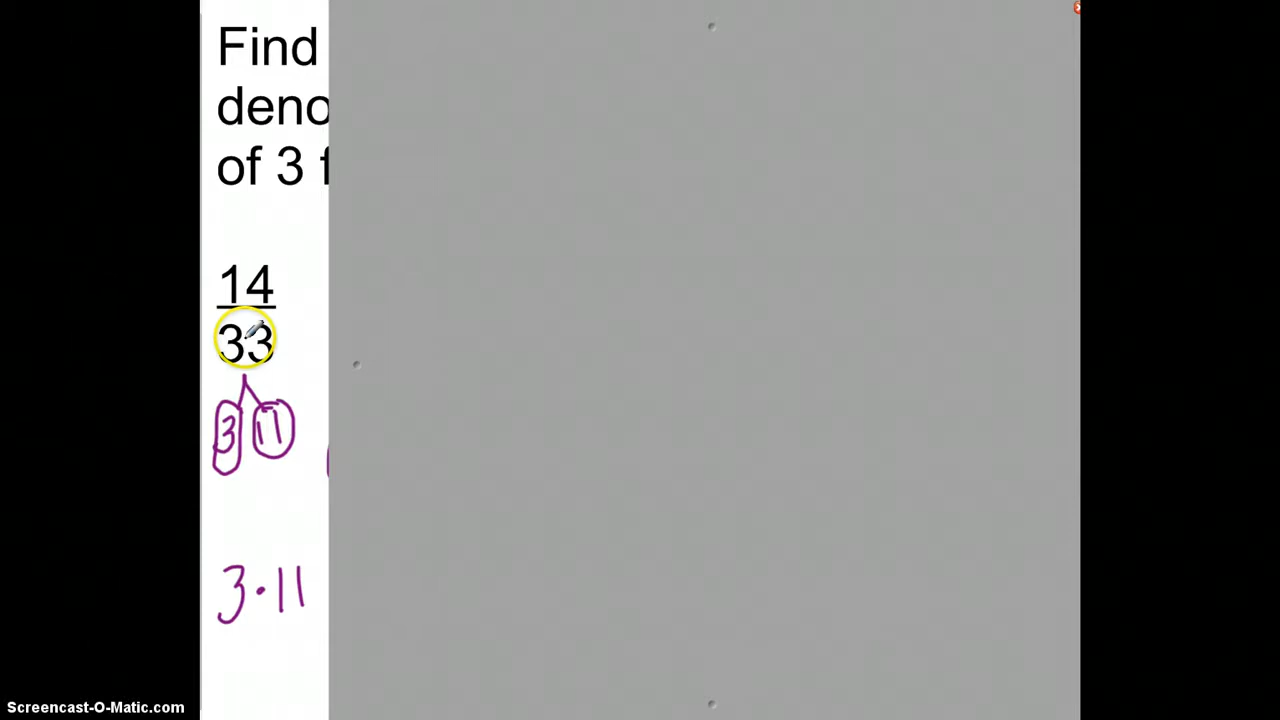 Find
deno
of 3 f
14
33
3 11
3·11
Screencast-O-Matic.com